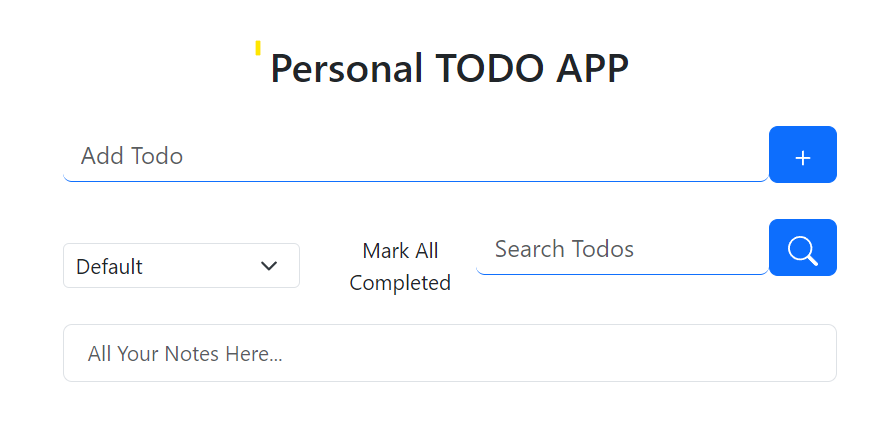 Personal TODO APP
Add Todo
+
Default
Mark All
Completed
Search Todos
All Your Notes Here...